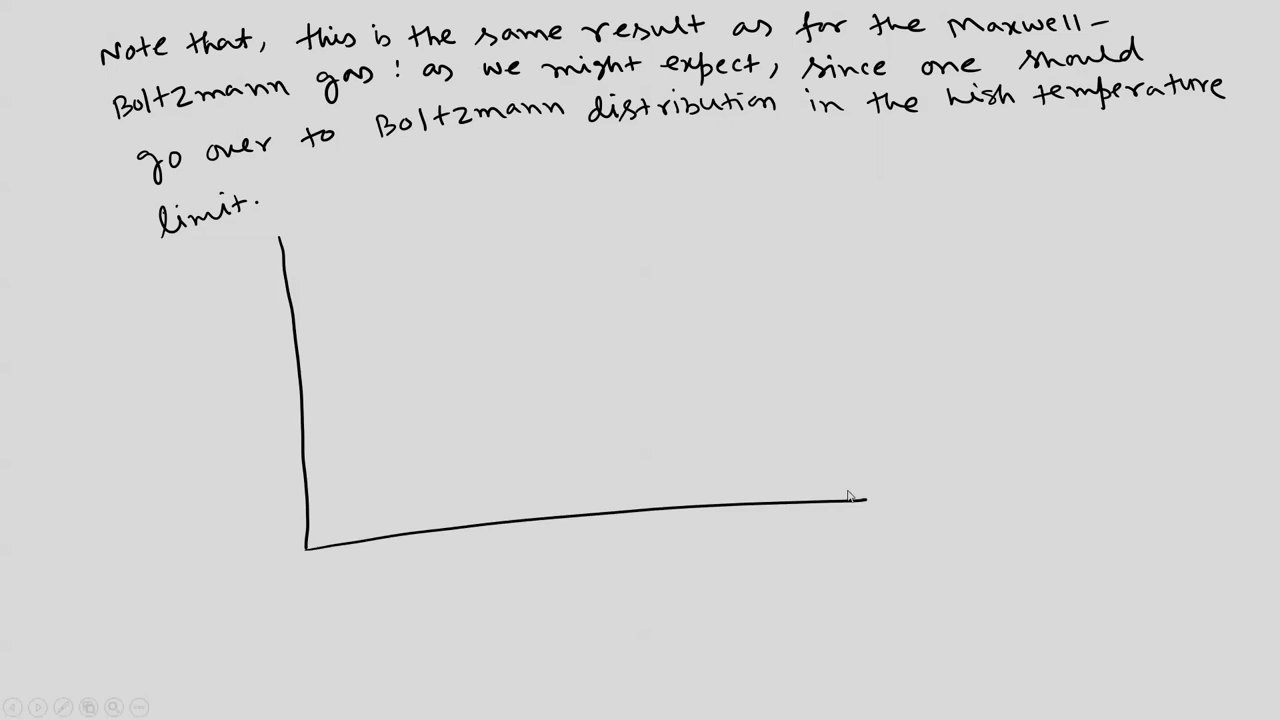 Note that, this is the same result as for the Maxwell-
Boltzmann gas! as we might expect, since one should
go over to Boltzmann distribution in the high temperature
limit.